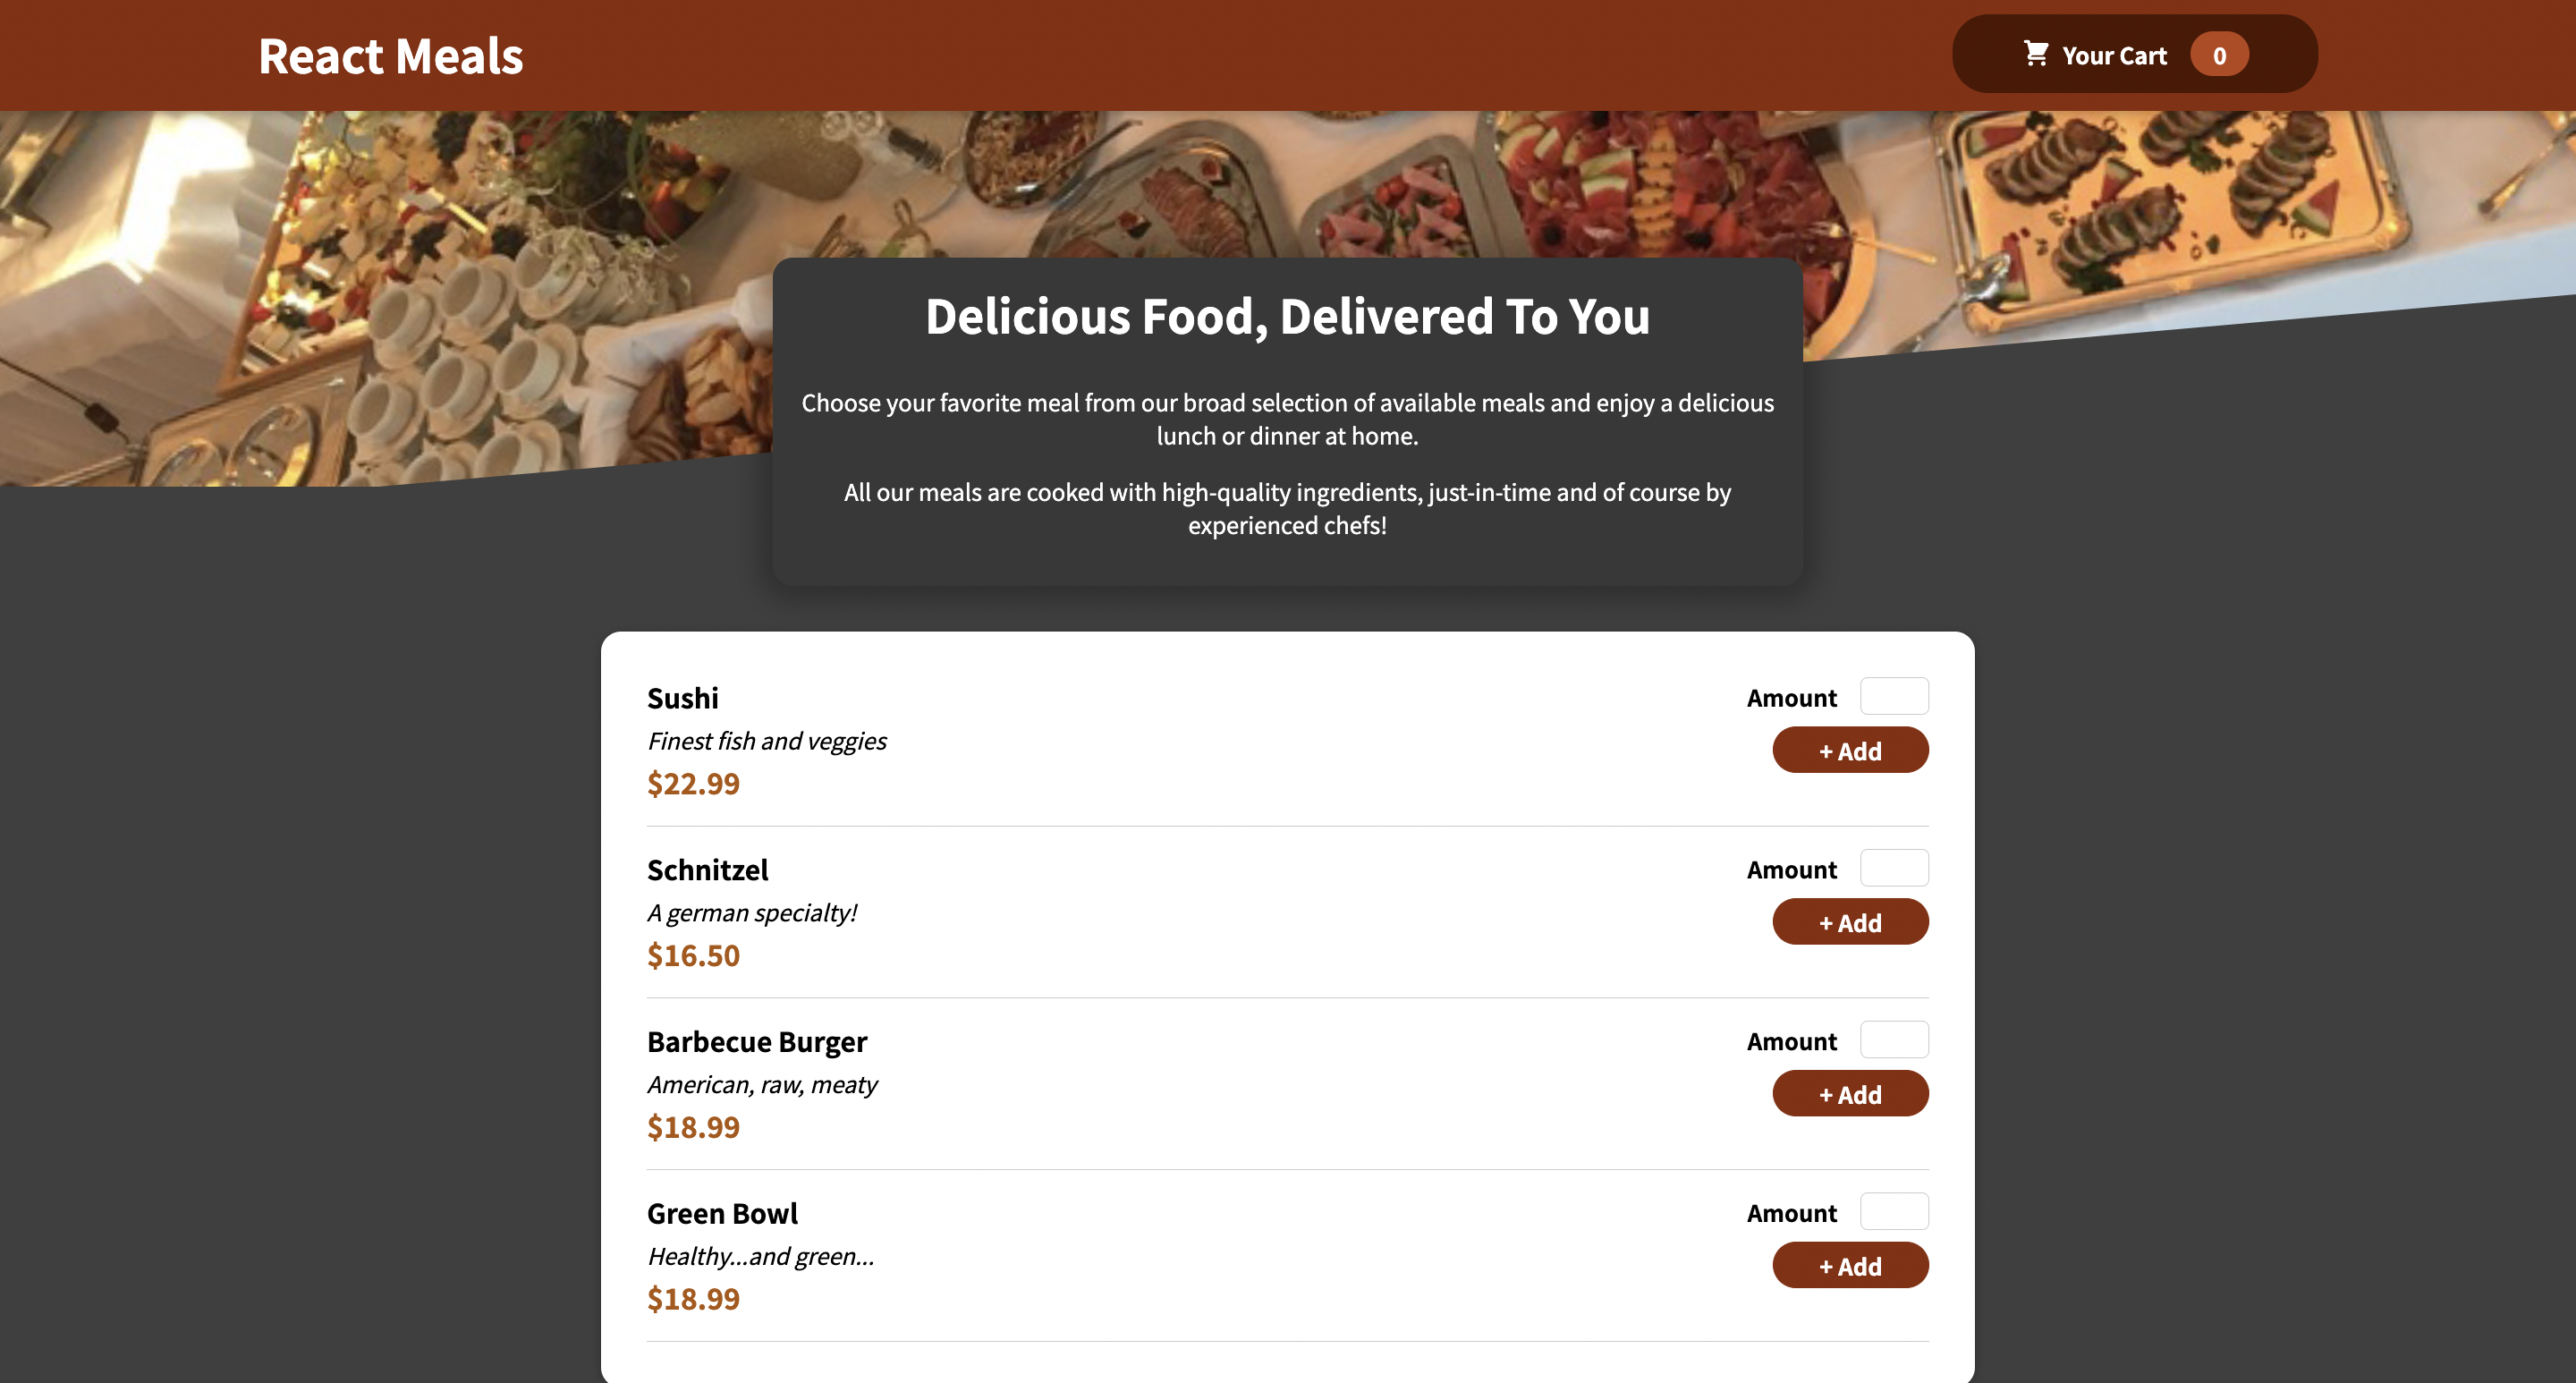 React Meals
Your Cart 0
Delicious Food, Delivered To You
Choose your favorite meal from our broad selection of available meals and enjoy a delicious
lunch or dinner at home.
All our meals are cooked with high-quality ingredients, just-in-time and of course by
experienced chefs!
Sushi
Amount
Finest fish and veggies
+ Add
$22.99
Schnitzel
Amount
A german specialty!
+ Add
$16.50
Barbecue Burger
Amount
American, raw, meaty
+ Add
$18.99
Green Bowl
Amount
Healthy...and green...
+ Add
$18.99